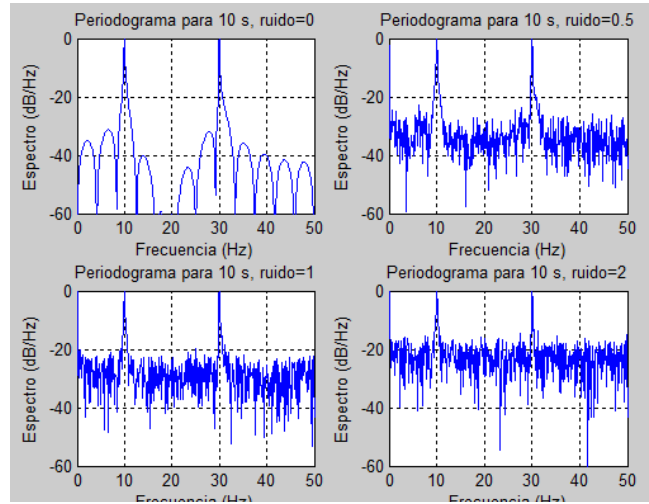 Periodograma para 10 s, ruido=0
Espectro (dB/Hz)
0
-20
-40
-60
0 10 20 30 40 50
Frecuencia (Hz)
Periodograma para 10 s, ruido=0.5
Espectro (dB/Hz)
0
-20
-40
-60
0 10 20 30 40 50
Frecuencia (Hz)
Periodograma para 10 s, ruido=1
Espectro (dB/Hz)
0
-20
-40
-60
0 10 20 30 40 50
Frecuencia (Hz)
Periodograma para 10 s, ruido=2
Espectro (dB/Hz)
0
-20
-40
-60
0 10 20 30 40 50
Frecuencia (Hz)